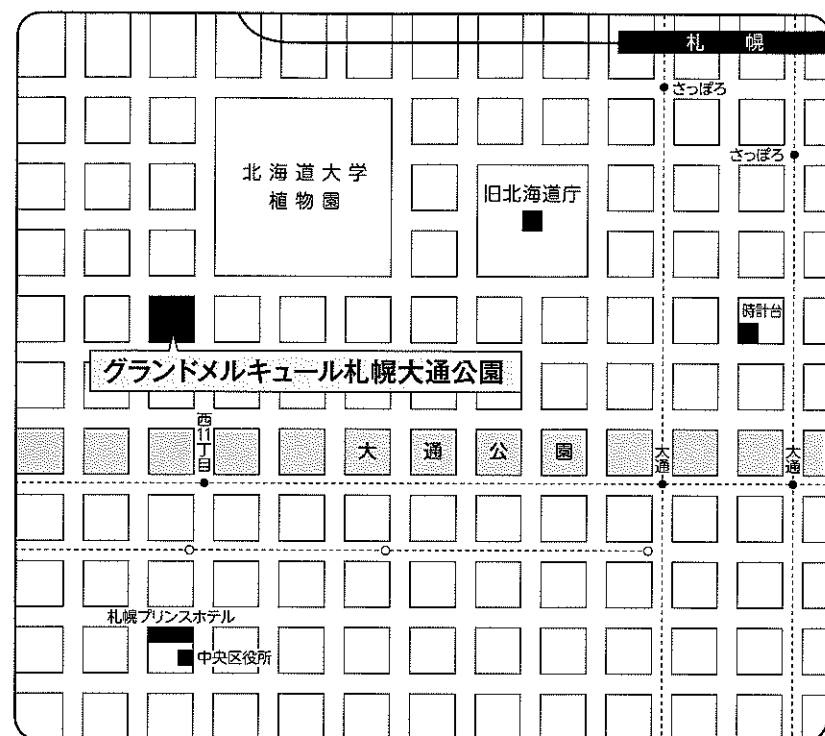 札幌
さっぽろ
さっぽろ
北海道大学
植物園
旧北海道庁
時計台
グランドメルキュール札幌大通公園
西11丁目
大通公園
大通
大通
札幌プリンスホテル
中央区役所